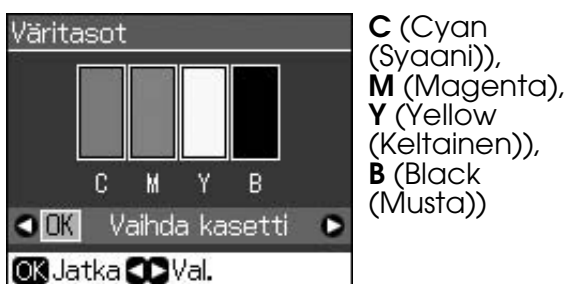 Väritasot
C M Y B
OK Vaihda kasetti
OK Jatka Val.
C (Cyan
(Syaani)),
M (Magenta),
Y (Yellow
(Keltainen)),
B (Black
(Musta))